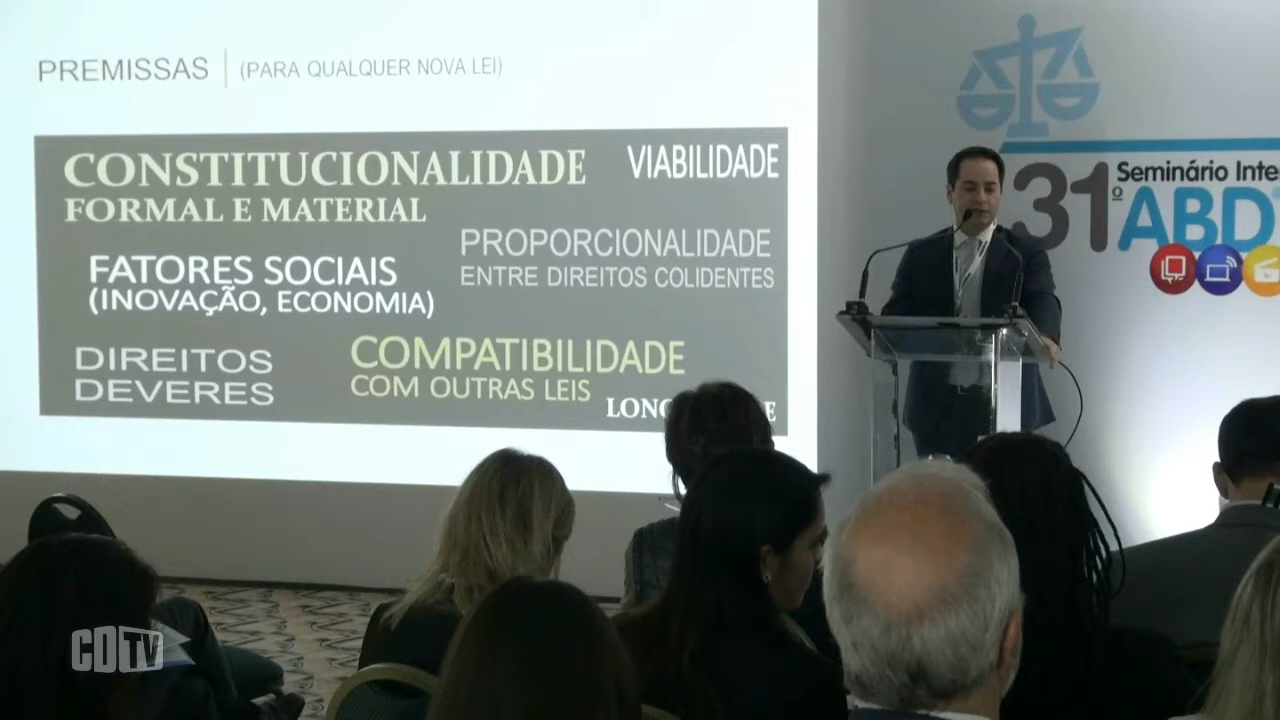 PREMISSAS (PARA QUALQUER NOVA LEI)
CONSTITUCIONALIDADE
FORMAL E MATERIAL
VIABILIDADE
PROPORCIONALIDADE
ENTRE DIREITOS COLIDENTES
FATORES SOCIAIS
(INOVAÇÃO, ECONOMIA)
DIREITOS
DEVERES
COMPATIBILIDADE
COM OUTRAS LEIS
31º
Seminário
ABD
CDTV